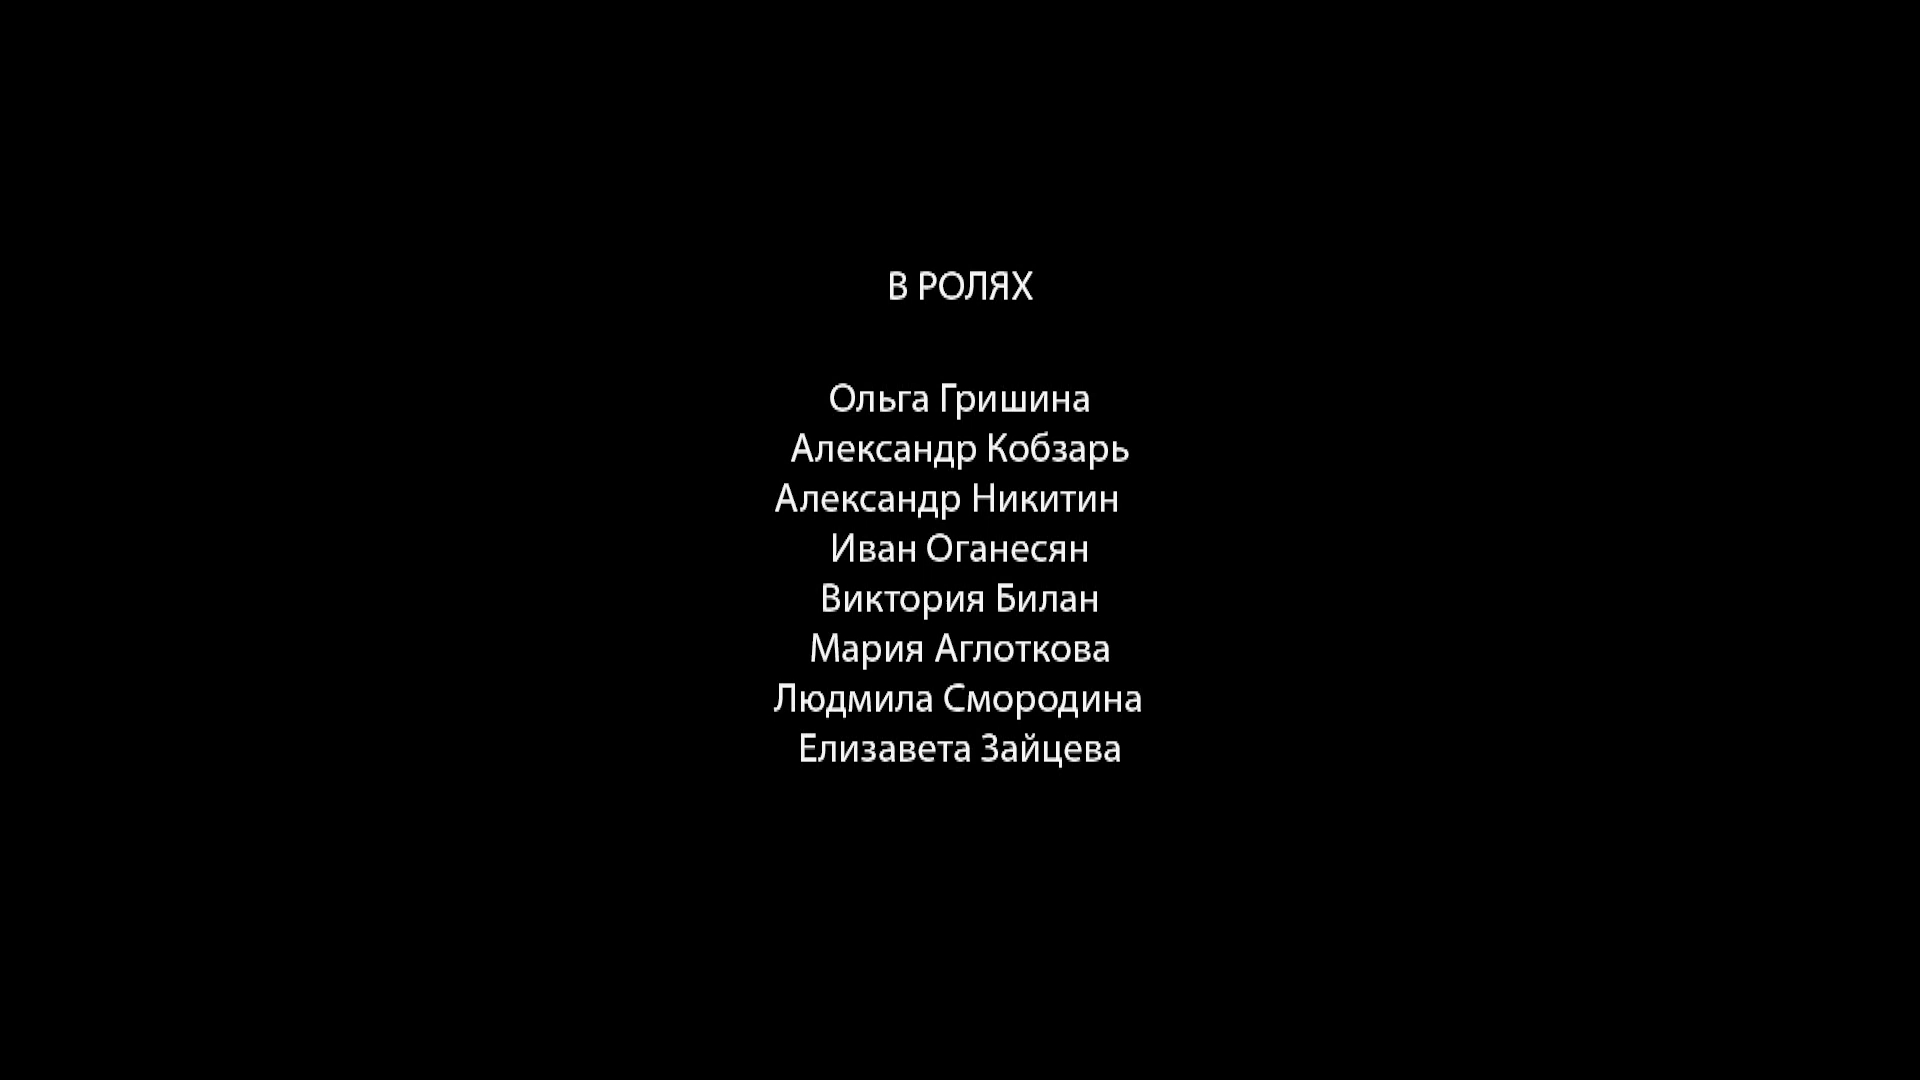 В РОЛЯХ
Ольга Гришина
Александр Кобзарь
Александр Никитин
Иван Оганесян
Виктория Билан
Мария Аглоткова
Людмила Смородина
Елизавета Зайцева